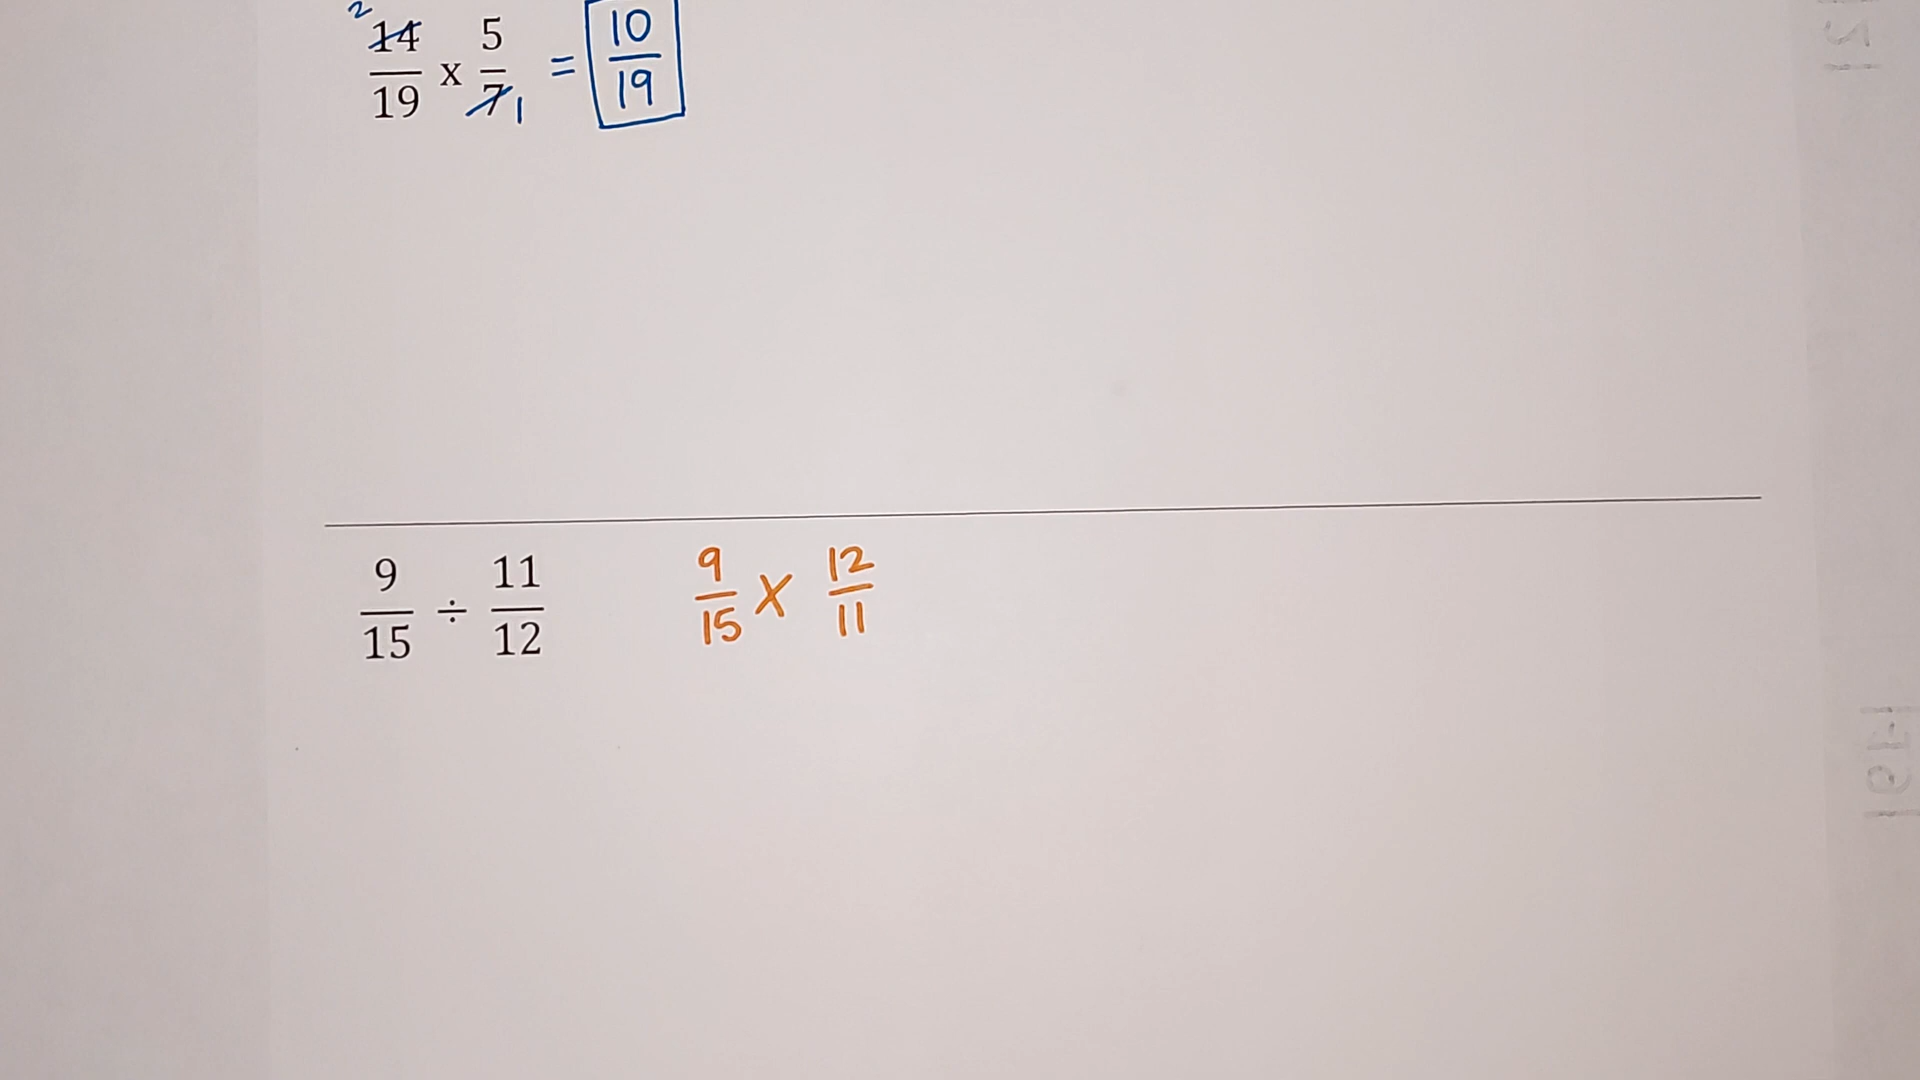 2
14/19 x 5/7 1 = 10/19
9/15 ÷ 11/12 9/15 x 12/11